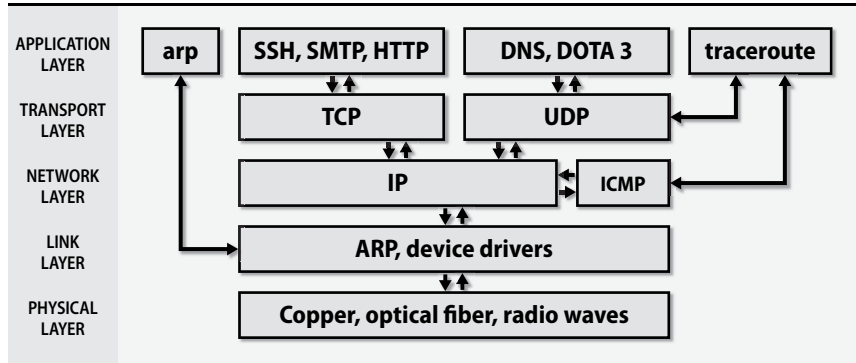 APPLICATION
LAYER
arp
SSH, SMTP, HTTP
DNS, DOTA 3
traceroute
TRANSPORT
LAYER
TCP
UDP
NETWORK
LAYER
IP
ICMP
LINK
LAYER
ARP, device drivers
PHYSICAL
LAYER
Copper, optical fiber, radio waves